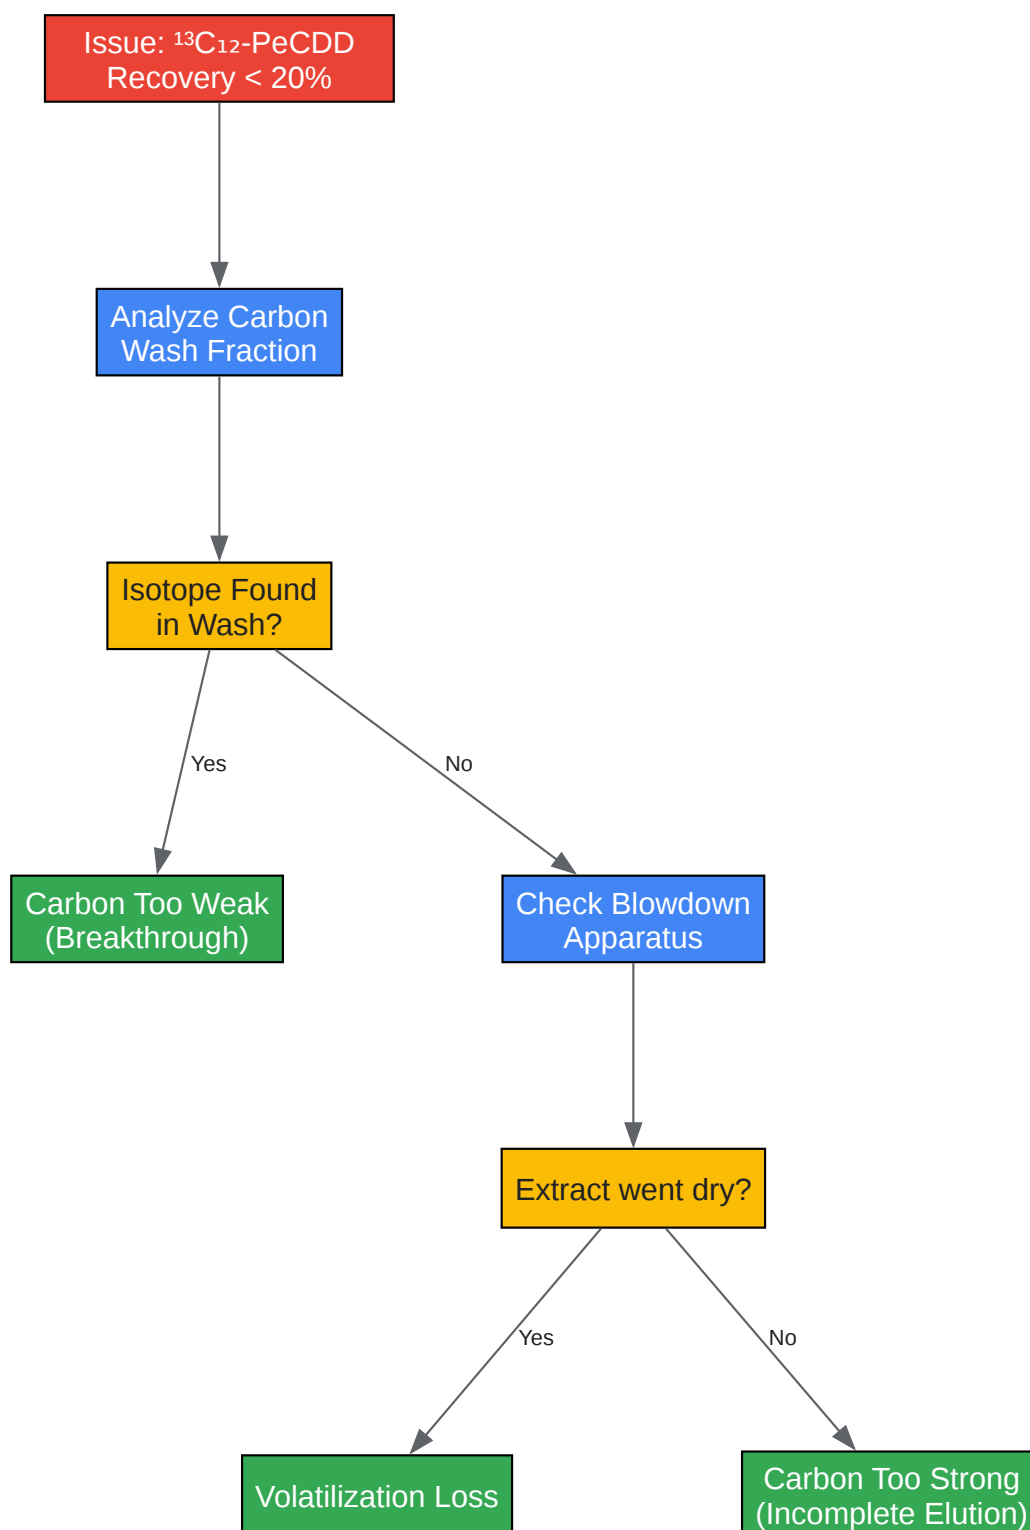 Issue: ¹³C₁₂-PeCDD
Recovery < 20%
Analyze Carbon
Wash Fraction
Isotope Found
in Wash?
Yes
No
Carbon Too Weak
(Breakthrough)
Check Blowdown
Apparatus
Extract went dry?
Yes
No
Volatilization Loss
Carbon Too Strong
(Incomplete Elution)